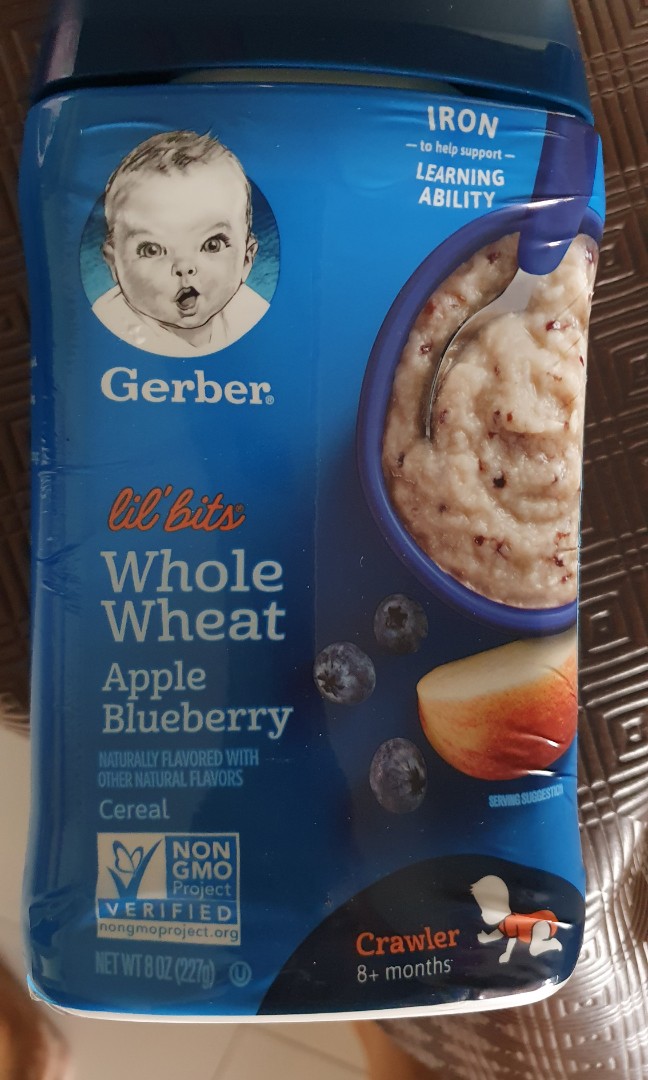 IRON
to help support
LEARNING
ABILITY
Gerber®
lil' bits®
Whole
Wheat
Apple
Blueberry
NATURALLY FLAVORED WITH
OTHER NATURAL FLAVORS
Cereal
SERVING SUGGESTION
NON
GMO
Project
VERIFIED
nongmoproject.org
NET WT 8 OZ (227g) U
Crawler
8+ months